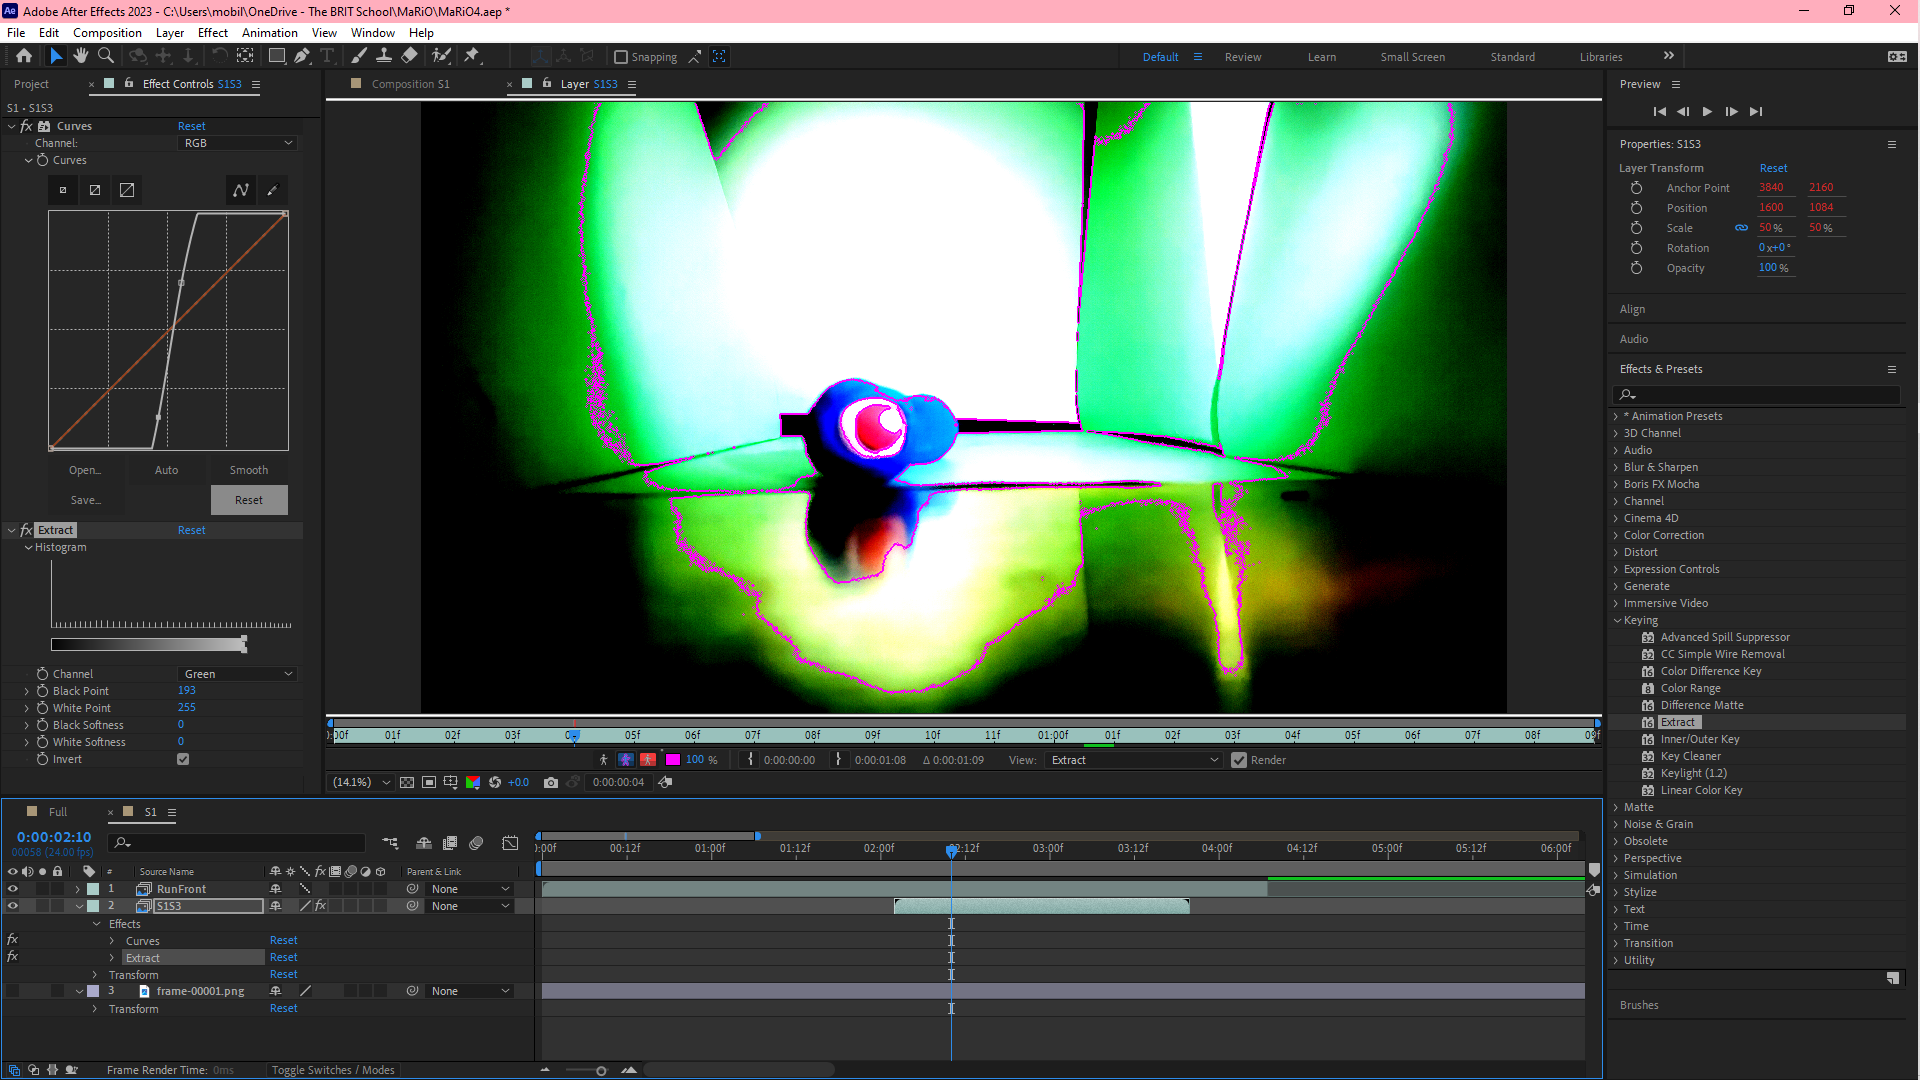 Adobe After Effects 2023 - C:\Users\mobil\OneDrive - The BRIT School\MaRiO\MaRiO4.aep *
File Edit Composition Layer Effect Animation View Window Help
Snapping Default Review Learn Small Screen Standard Libraries
Project Effect Controls S1S3
Composition S1 Layer S1S3
Preview
S1 • S1S3
fx Curves Reset
Channel: RGB
Curves
Open... Auto Smooth
Save... Reset
fx Extract Reset
Histogram
Channel Green
Black Point 193
White Point 255
Black Softness 0
White Softness 0
Invert
Properties: S1S3
Layer Transform Reset
Anchor Point 3840 2160
Position 1600 1084
Scale 50 % 50 %
Rotation 0 x+0 °
Opacity 100 %
Align
Audio
Effects & Presets
* Animation Presets
3D Channel
Audio
Blur & Sharpen
Boris FX Mocha
Channel
Cinema 4D
Color Correction
Distort
Expression Controls
Generate
Immersive Video
Keying
Advanced Spill Suppressor
CC Simple Wire Removal
Color Difference Key
Color Range
Difference Matte
Extract
Inner/Outer Key
Key Cleaner
Keylight (1.2)
Linear Color Key
Matte
Noise & Grain
Obsolete
Perspective
Simulation
Stylize
Text
Time
Transition
Utility
Brushes
):00f 01f 02f 03f 05f 06f 07f 08f 09f 10f 11f 01:00f 01f 02f 03f 04f 05f 06f 07f 08f 09f
100 % 0:00:00:00 0:00:01:08 Δ 0:00:01:09 View: Extract Render
(14.1%) +0.0 0:00:00:04
Full S1
0:00:02:10
00058 (24.00 fps)
):00f 00:12f 01:00f 01:12f 02:00f 02:12f 03:00f 03:12f 04:00f 04:12f 05:00f 05:12f 06:00f
# Source Name fx Parent & Link
1 RunFront None
2 S1S3 fx None
Effects
fx Curves Reset
fx Extract Reset
Transform Reset
3 frame-00001.png None
Transform Reset
Frame Render Time: 0ms Toggle Switches / Modes